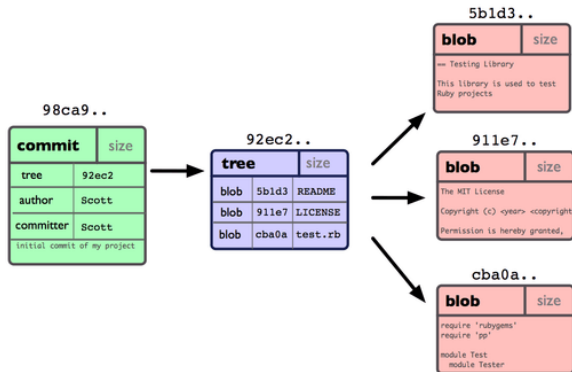 98ca9..
commit size
tree 92ec2
author Scott
committer Scott
initial commit of my project
92ec2..
tree size
blob 5b1d3 README
blob 911e7 LICENSE
blob cba0a test.rb
5b1d3..
blob size
== Testing Library
This library is used to test
Ruby projects
911e7..
blob size
The MIT License
Copyright (c) <year> <copyright
Permission is hereby granted,
cba0a..
blob size
require 'rubygems'
require 'pp'
module Test
module Tester